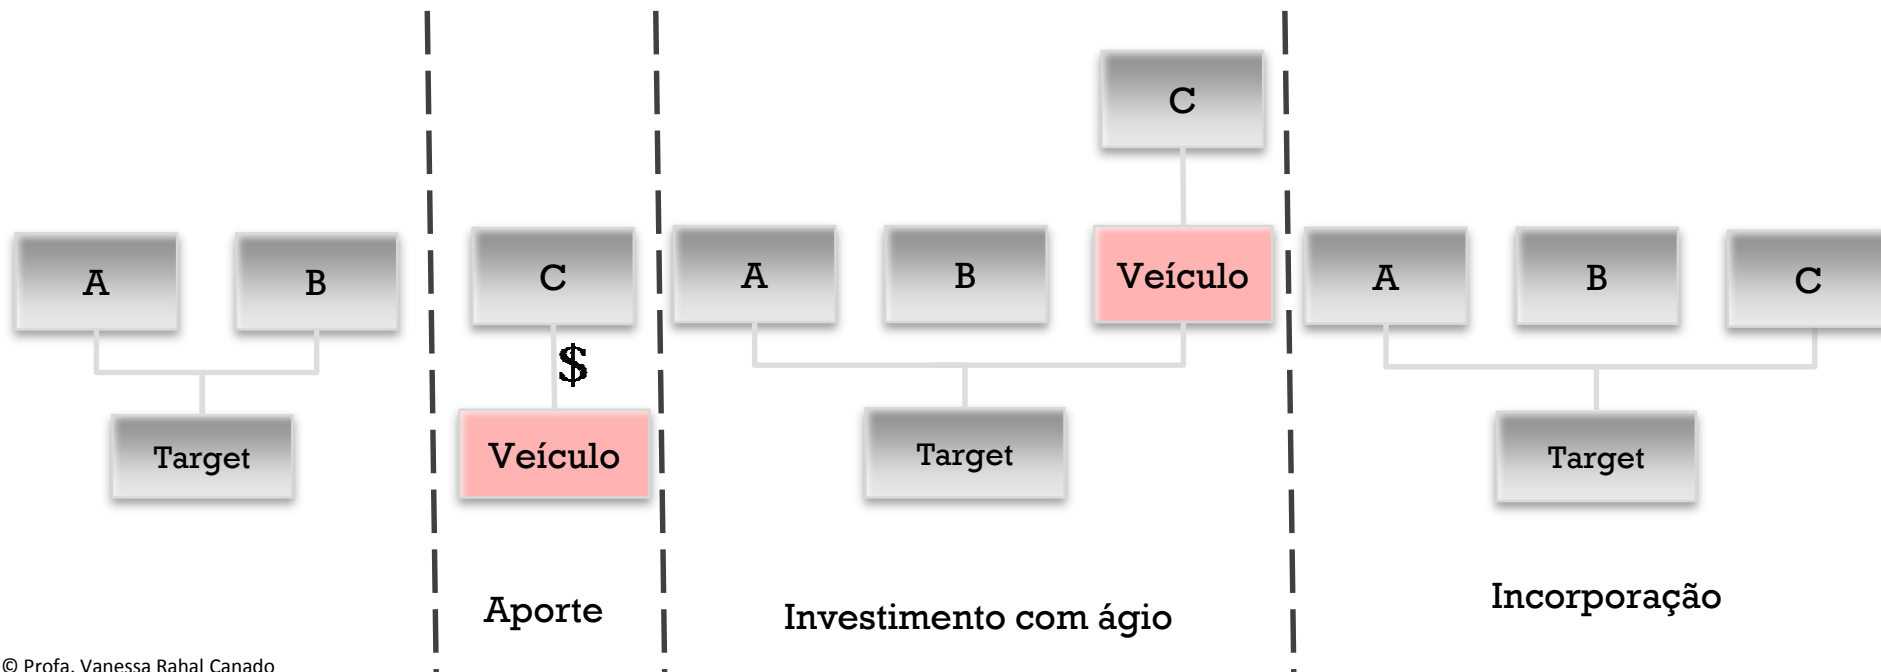 A
B
Target
C
$
Veículo
Aporte
C
A
B
Veículo
Target
Investimento com ágio
A
B
C
Target
Incorporação
© Profa. Vanessa Rahal Canado